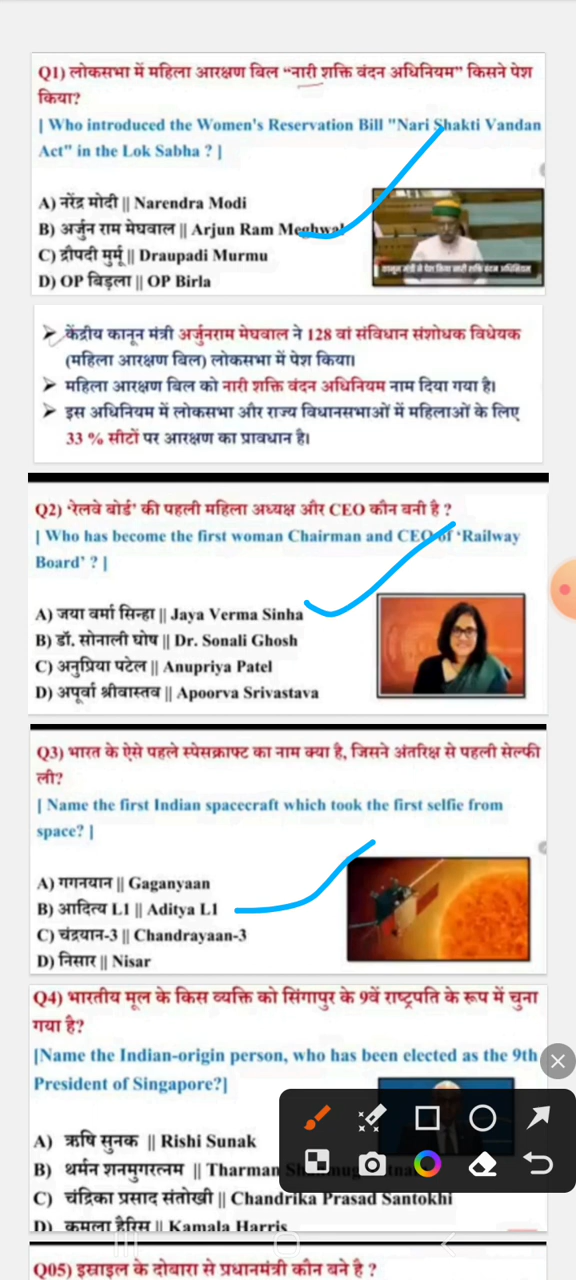 Q1) लोकसभा में महिला आरक्षण बिल “नारी शक्ति वंदन अधिनियम” किसने पेश
किया?
| Who introduced the Women's Reservation Bill "Nari Shakti Vandan
Act" in the Lok Sabha ? |
A) नरेंद्र मोदी || Narendra Modi
B) अर्जुन राम मेघवाल || Arjun Ram Meghwal
C) द्रौपदी मुर्मू || Draupadi Murmu
D) OP बिड़ला || OP Birla
कानून मंत्री ने पेश किया नारी शक्ति वंदन अधिनियम
➤ केंद्रीय कानून मंत्री अर्जुनराम मेघवाल ने 128 वां संविधान संशोधक विधेयक
(महिला आरक्षण बिल) लोकसभा में पेश किया।
➤ महिला आरक्षण बिल को नारी शक्ति वंदन अधिनियम नाम दिया गया है।
➤ इस अधिनियम में लोकसभा और राज्य विधानसभाओं में महिलाओं के लिए
33 % सीटों पर आरक्षण का प्रावधान है।
Q2) ‘रेलवे बोर्ड’ की पहली महिला अध्यक्ष और CEO कौन बनी है ?
| Who has become the first woman Chairman and CEO of ‘Railway
Board’ ? |
A) जया वर्मा सिन्हा || Jaya Verma Sinha
B) डॉ. सोनाली घोष || Dr. Sonali Ghosh
C) अनुप्रिया पटेल || Anupriya Patel
D) अपूर्वा श्रीवास्तव || Apoorva Srivastava
Q3) भारत के ऐसे पहले स्पेसक्राफ्ट का नाम क्या है, जिसने अंतरिक्ष से पहली सेल्फी
ली?
| Name the first Indian spacecraft which took the first selfie from
space? |
A) गगनयान || Gaganyaan
B) आदित्य L1 || Aditya L1
C) चंद्रयान-3 || Chandrayaan-3
D) निसार || Nisar
Q4) भारतीय मूल के किस व्यक्ति को सिंगापुर के 9वें राष्ट्रपति के रूप में चुना
गया है?
|Name the Indian-origin person, who has been elected as the 9th
President of Singapore?|
A) ऋषि सुनक || Rishi Sunak
B) थर्मन शनमुगरत्नम || Tharman
C) चंद्रिका प्रसाद संतोखी || Chandrika Prasad Santokhi
D) कमला हैरिस || Kamala Harris
Q05) इस्राइल के दोबारा से प्रधानमंत्री कौन बने है ?